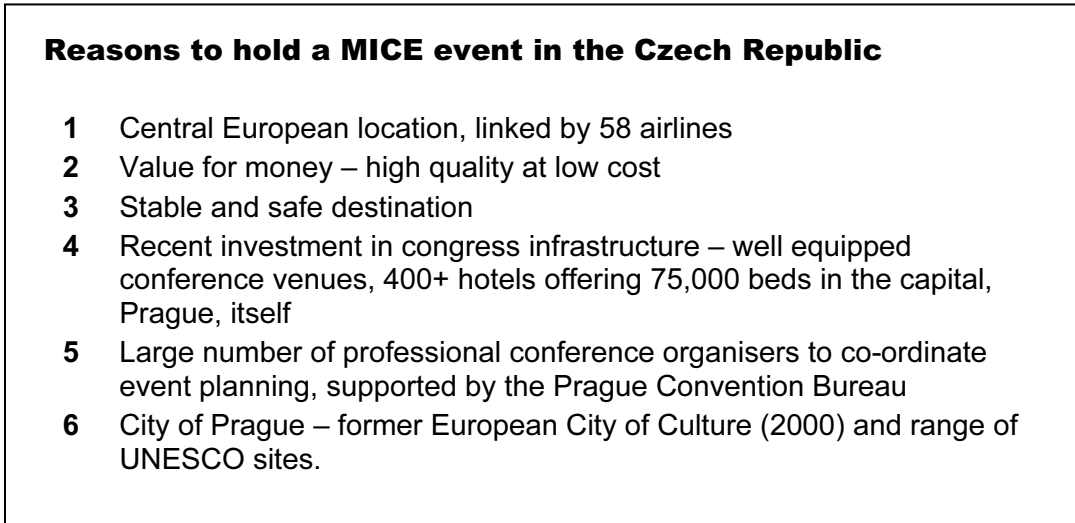 Reasons to hold a MICE event in the Czech Republic
1 Central European location, linked by 58 airlines
2 Value for money – high quality at low cost
3 Stable and safe destination
4 Recent investment in congress infrastructure – well equipped
conference venues, 400+ hotels offering 75,000 beds in the capital,
Prague, itself
5 Large number of professional conference organisers to co-ordinate
event planning, supported by the Prague Convention Bureau
6 City of Prague – former European City of Culture (2000) and range of
UNESCO sites.